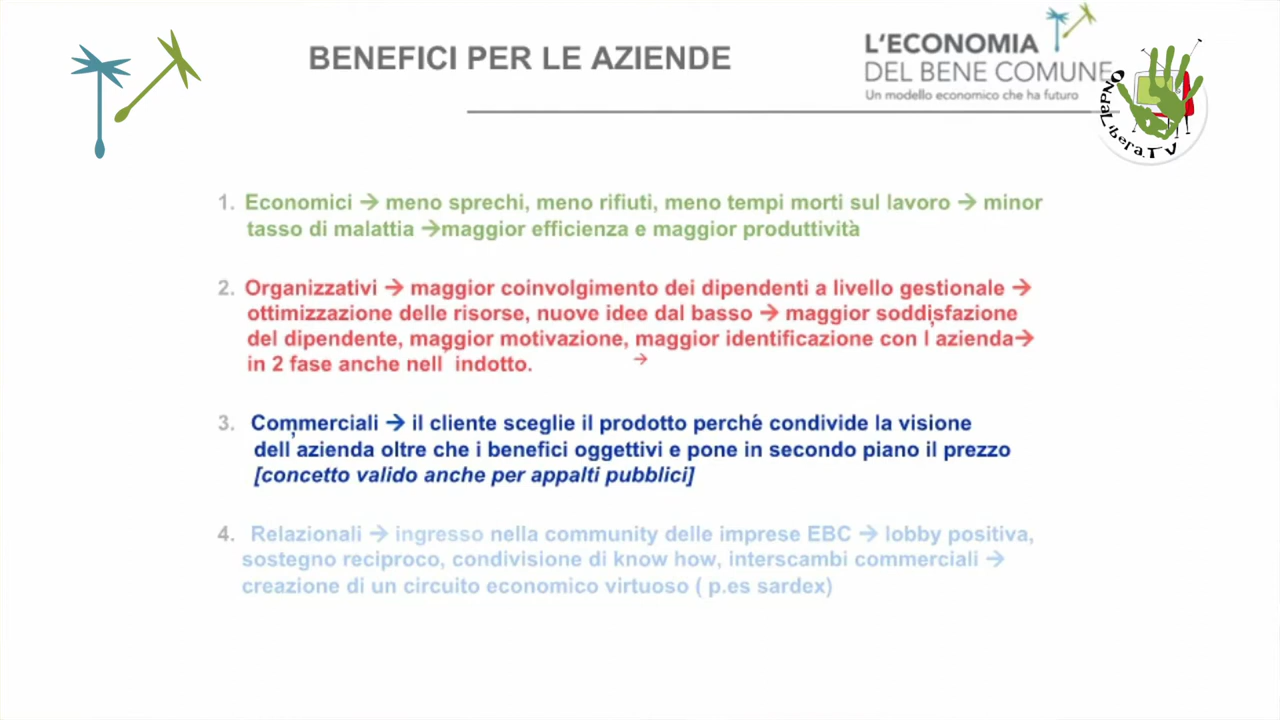 BENEFICI PER LE AZIENDE
L'ECONOMIA
DEL BENE COMUNE
Un modello economico che ha futuro
OndaLibera.TV
1. Economici → meno sprechi, meno rifiuti, meno tempi morti sul lavoro → minor
tasso di malattia →maggior efficienza e maggior produttività
2. Organizzativi → maggior coinvolgimento dei dipendenti a livello gestionale →
ottimizzazione delle risorse, nuove idee dal basso → maggior soddisfazione
del dipendente, maggior motivazione, maggior identificazione con l'azienda→
in 2 fase anche nell' indotto. →
3. Commerciali → il cliente sceglie il prodotto perché condivide la visione
dell'azienda oltre che i benefici oggettivi e pone in secondo piano il prezzo
[concetto valido anche per appalti pubblici]
4. Relazionali → ingresso nella community delle imprese EBC → lobby positiva,
sostegno reciproco, condivisione di know how, interscambi commerciali →
creazione di un circuito economico virtuoso ( p.es sardex)